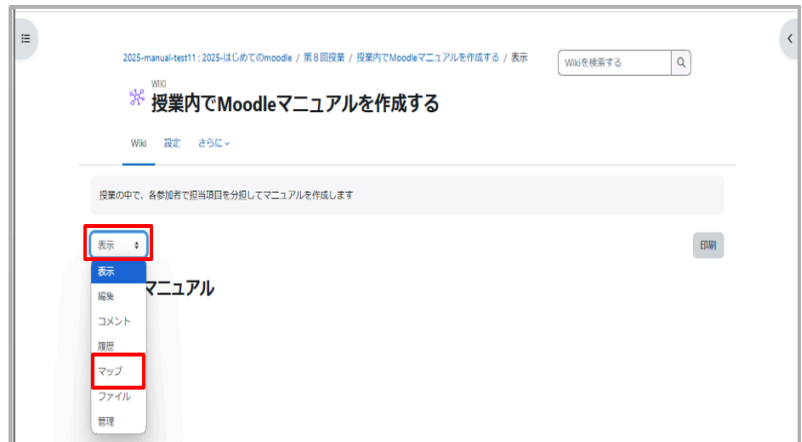 2025-manual-test11 : 2025-はじめてのmoodle / 第8回授業 / 授業内でMoodleマニュアルを作成する / 表示
Wikiを検索する
WIKI
授業内でMoodleマニュアルを作成する
Wiki 設定 さらに
授業の中で、各参加者で担当項目を分担してマニュアルを作成します
表示
印刷
表示
マニュアル
編集
コメント
履歴
マップ
ファイル
管理